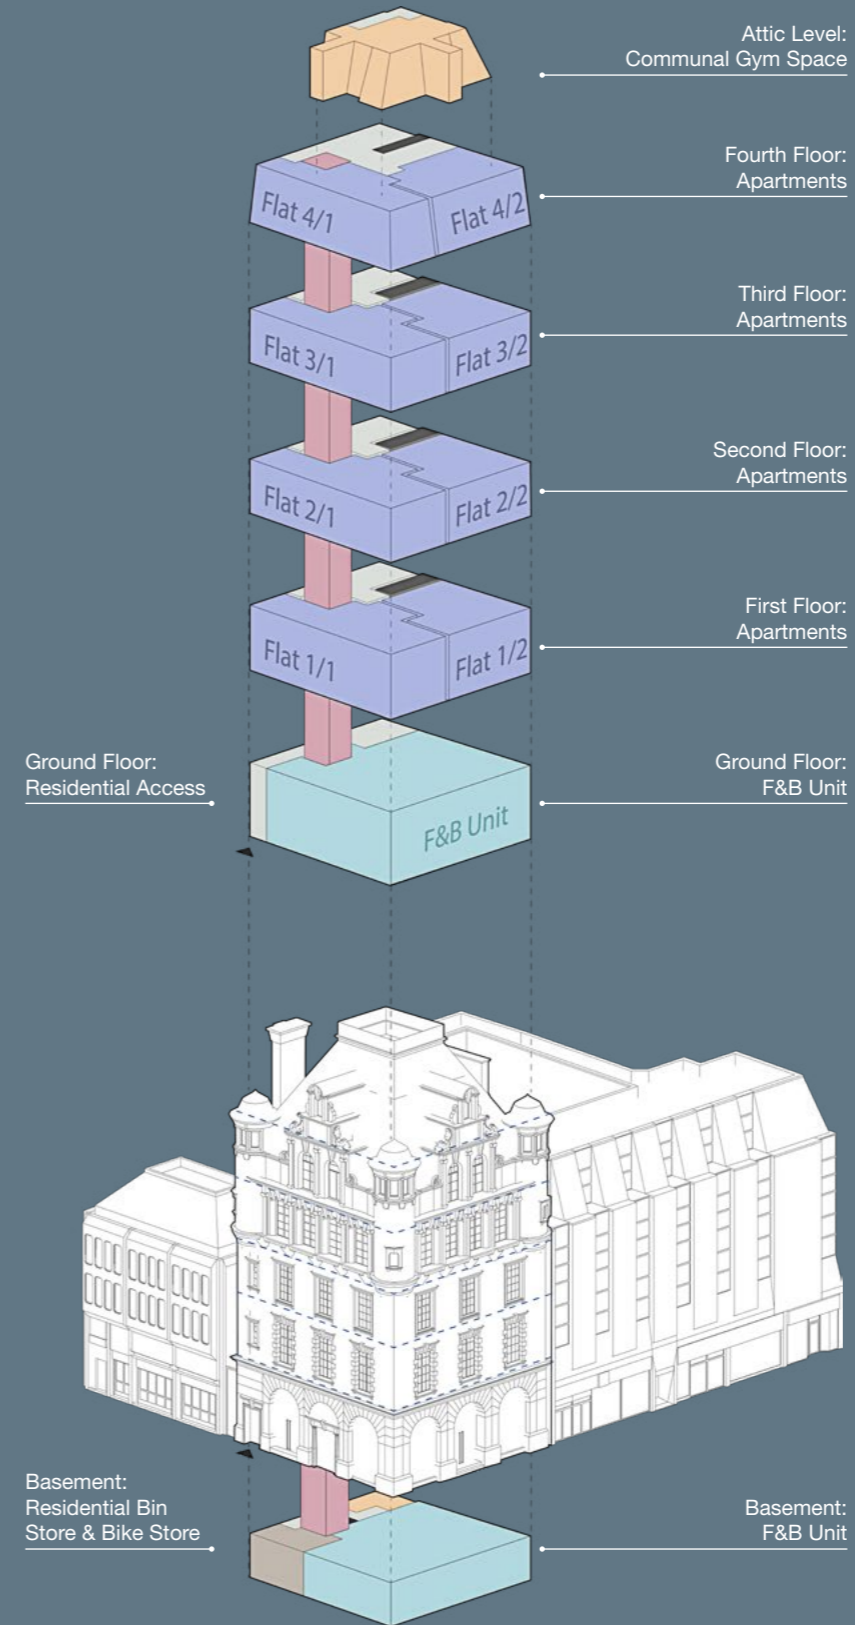 Attic Level:
Communal Gym Space
Fourth Floor:
Apartments
Flat 4/1
Flat 4/2
Third Floor:
Apartments
Flat 3/1
Flat 3/2
Second Floor:
Apartments
Flat 2/1
Flat 2/2
First Floor:
Apartments
Flat 1/1
Flat 1/2
Ground Floor:
Residential Access
Ground Floor:
F&B Unit
F&B Unit
Basement:
Residential Bin
Store & Bike Store
Basement:
F&B Unit